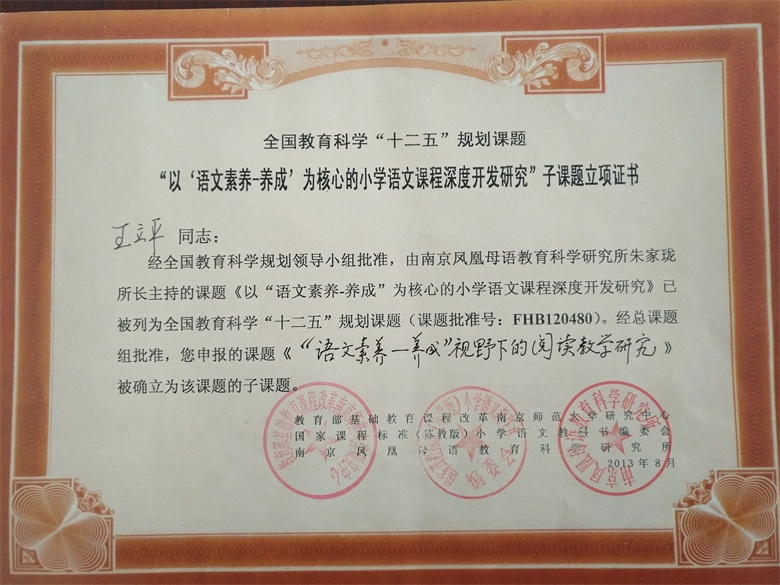 全国教育科学“十二五”规划课题
“以‘语文素养-养成’为核心的小学语文课程深度开发研究”子课题立项证书
王立平 同志：
经全国教育科学规划领导小组批准，由南京凤凰母语教育科学研究所朱家珑
所长主持的课题《以“语文素养-养成”为核心的小学语文课程深度开发研究》已
被列为全国教育科学“十二五”规划课题（课题批准号：FHB120480）。经总课题
组批准，您申报的课题《“语文素养—养成”视野下的阅读教学研究》
被确立为该课题的子课题。
教育部基础教育课程改革南京师范大学研究中心
国家课程标准（苏教版）小学语文教科书编委会
南京凤凰母语教育科学研究所
2013年8月
编委会